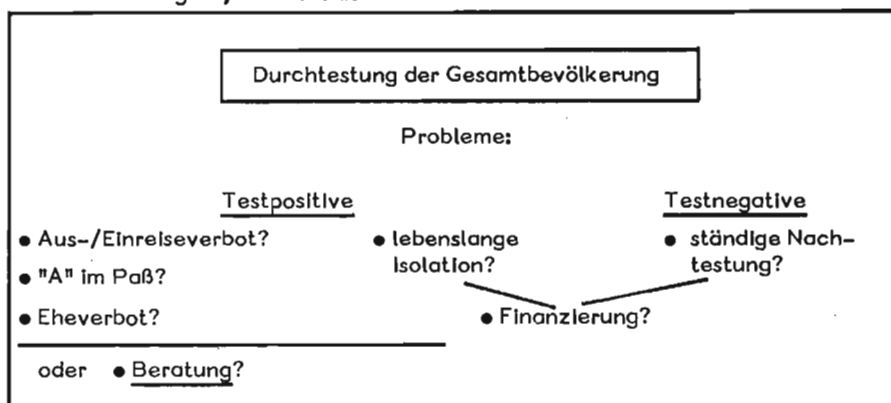 Durchtestung der Gesamtbevölkerung
Probleme:
Testpositive
Testnegative
• Aus-/Einreiseverbot?
• "A" im Paß?
• Eheverbot?
• lebenslange
Isolation?
• ständige Nach-
testung?
• Finanzierung?
oder • Beratung?